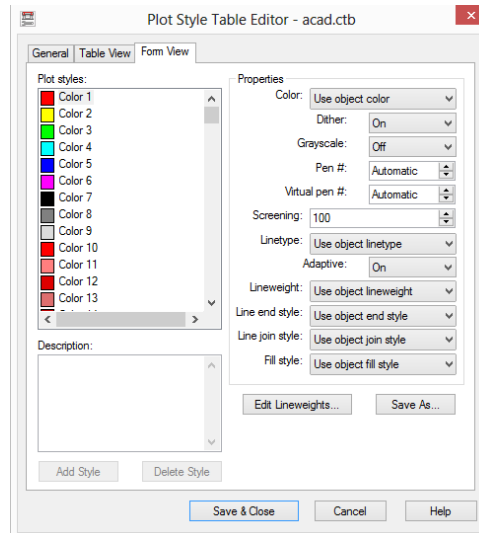 Plot Style Table Editor - acad.ctb
General Table View Form View
Plot styles:
Color 1
Color 2
Color 3
Color 4
Color 5
Color 6
Color 7
Color 8
Color 9
Color 10
Color 11
Color 12
Color 13
Description:
Add Style Delete Style
Properties
Color: Use object color
Dither: On
Grayscale: Off
Pen #: Automatic
Virtual pen #: Automatic
Screening: 100
Linetype: Use object linetype
Adaptive: On
Lineweight: Use object lineweight
Line end style: Use object end style
Line join style: Use object join style
Fill style: Use object fill style
Edit Lineweights... Save As...
Save & Close Cancel Help